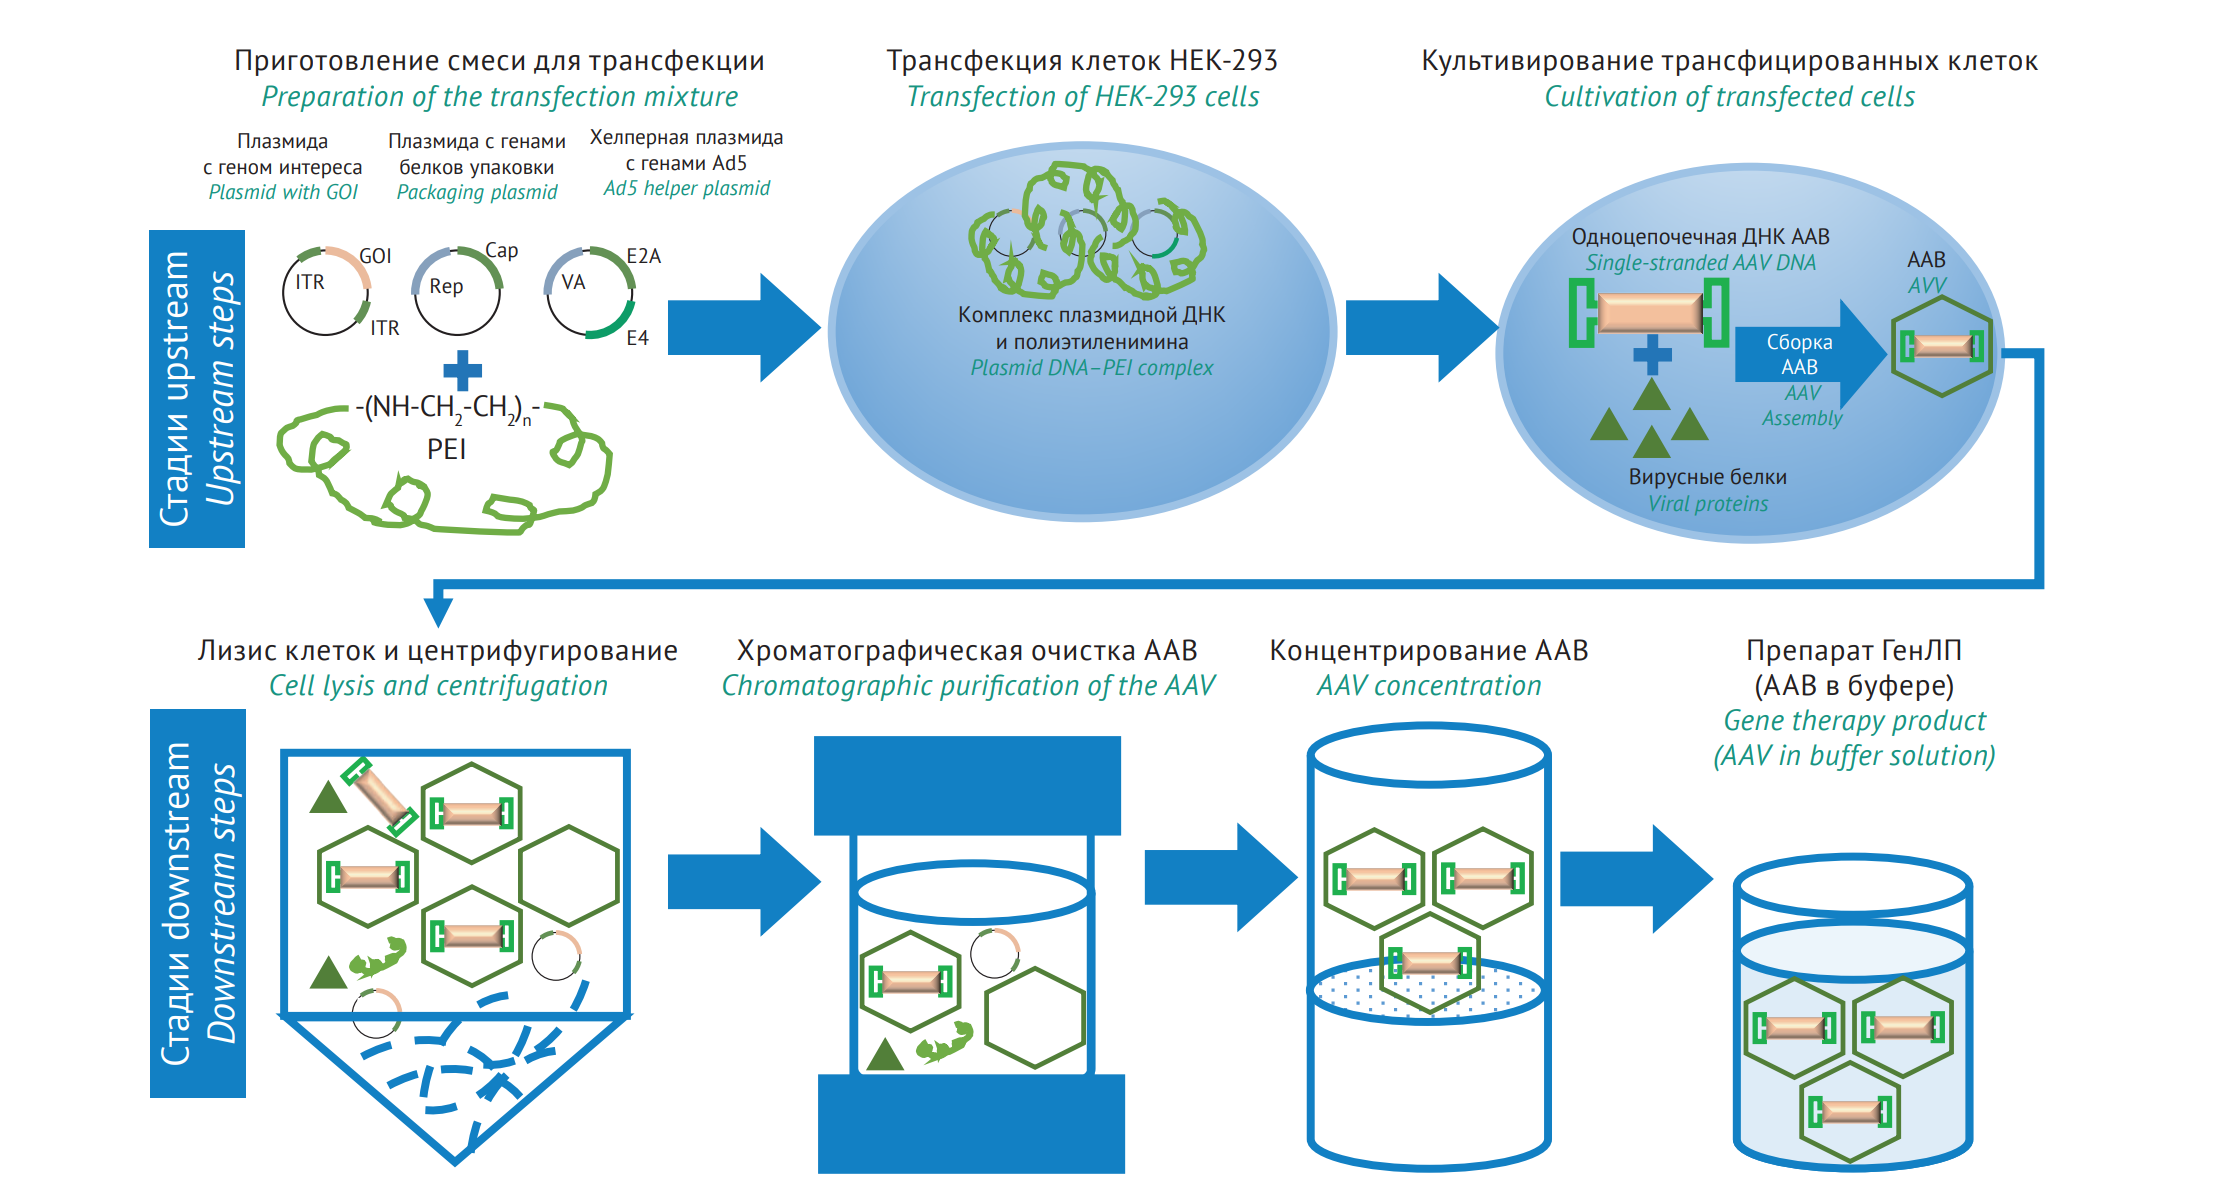 Приготовление смеси для трансфекции
Preparation of the transfection mixture
Плазмида
с геном интереса
Plasmid with GOI
Плазмида с генами
белков упаковки
Packaging plasmid
Хелперная плазмида
с генами Ad5
Ad5 helper plasmid
Стадии upstream
Upstream steps
GOI
ITR
ITR
Cap
Rep
E2A
VA
E4
-(NH-CH2-CH2)n-
PEI
Трансфекция клеток HEK-293
Transfection of HEK-293 cells
Комплекс плазмидной ДНК
и полиэтиленимина
Plasmid DNA–PEI complex
Культивирование трансфицированных клеток
Cultivation of transfected cells
Одноцепочечная ДНК ААВ
Single-stranded AAV DNA
ААВ
AVV
Сборка
ААВ
AAV
Assembly
Вирусные белки
Viral proteins
Стадии downstream
Downstream steps
Лизис клеток и центрифугирование
Cell lysis and centrifugation
Хроматографическая очистка ААВ
Chromatographic purification of the AAV
Концентрирование ААВ
AAV concentration
Препарат ГенЛП
(ААВ в буфере)
Gene therapy product
(AAV in buffer solution)